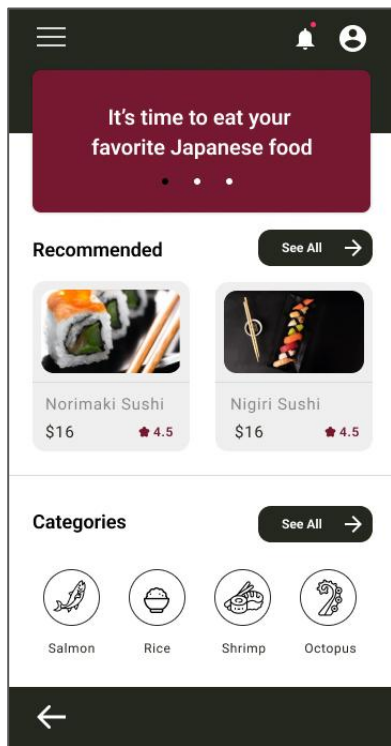 It's time to eat your
favorite Japanese food
Recommended
See All
Norimaki Sushi
$16
4.5
Nigiri Sushi
$16
4.5
Categories
See All
Salmon
Rice
Shrimp
Octopus